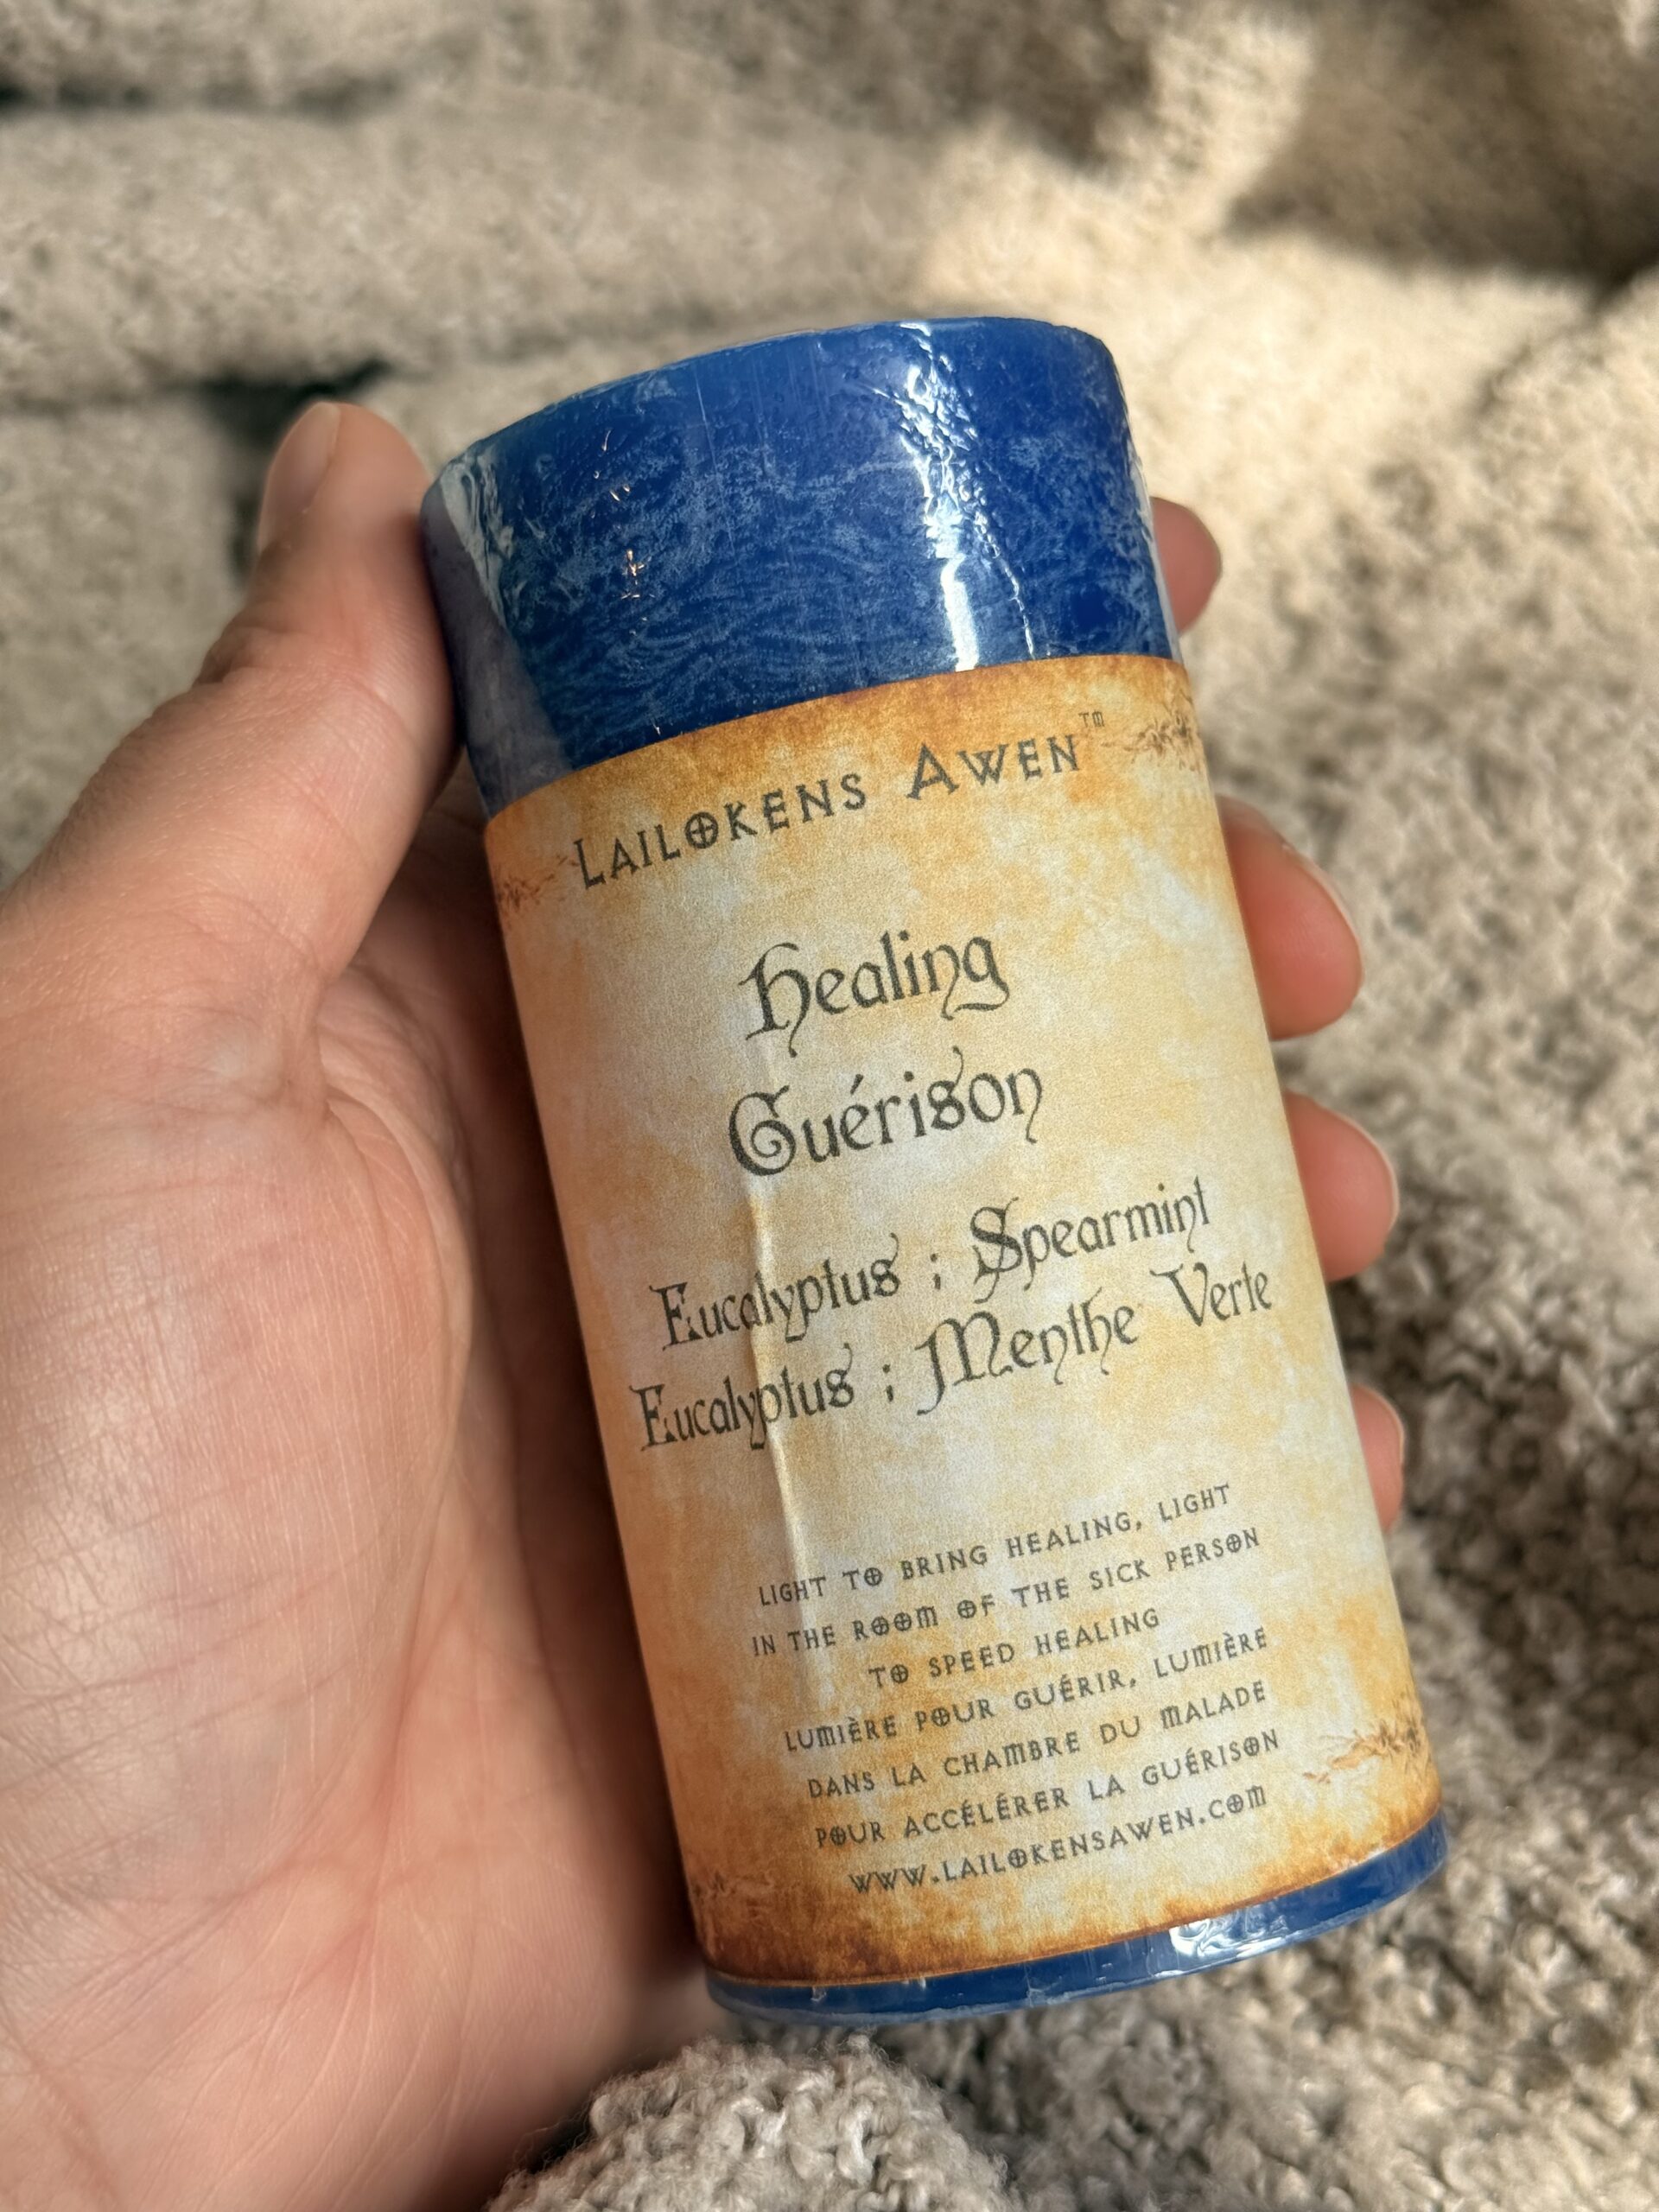 LAILOKENS AWEN™
Healing
Guérison
Eucalyptus ; Spearmint
Eucalyptus ; Menthe Verte
LIGHT TO BRING HEALING, LIGHT
IN THE ROOM OF THE SICK PERSON
TO SPEED HEALING
LUMIÈRE POUR GUÉRIR, LUMIÈRE
DANS LA CHAMBRE DU MALADE
POUR ACCÉLÉRER LA GUÉRISON
WWW.LAILOKENSAWEN.COM